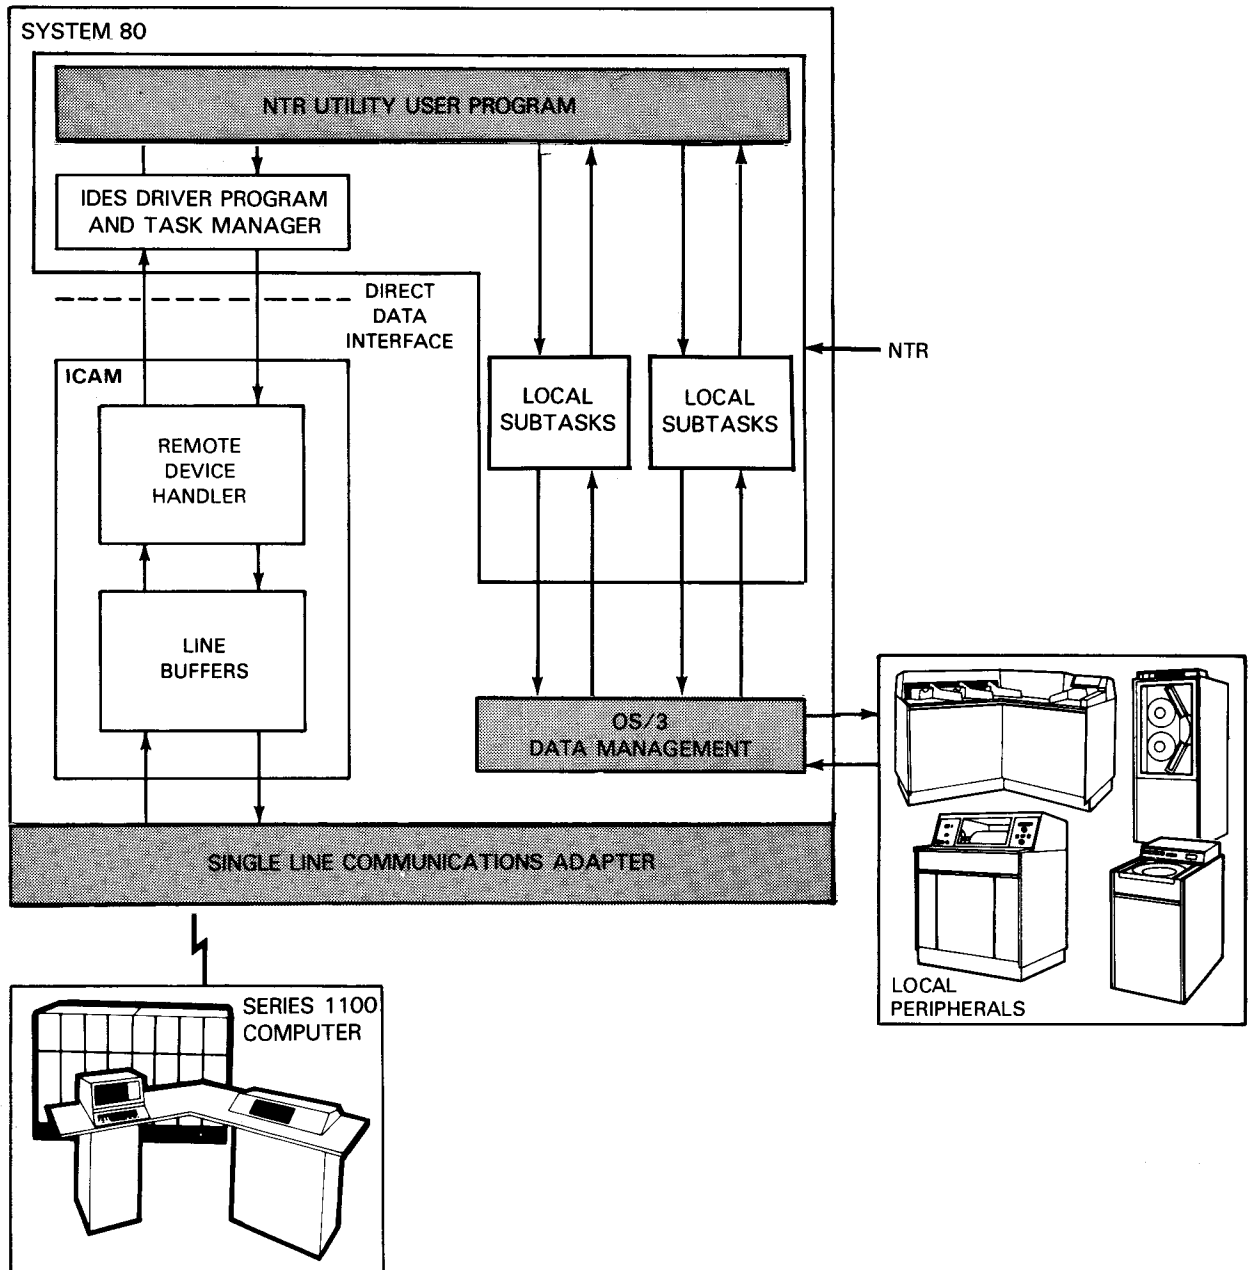 SYSTEM 80
NTR UTILITY USER PROGRAM
IDES DRIVER PROGRAM
AND TASK MANAGER
DIRECT
DATA
INTERFACE
NTR
ICAM
LOCAL
SUBTASKS
LOCAL
SUBTASKS
REMOTE
DEVICE
HANDLER
LINE
BUFFERS
OS/3
DATA MANAGEMENT
SINGLE LINE COMMUNICATIONS ADAPTER
LOCAL
PERIPHERALS
SERIES 1100
COMPUTER